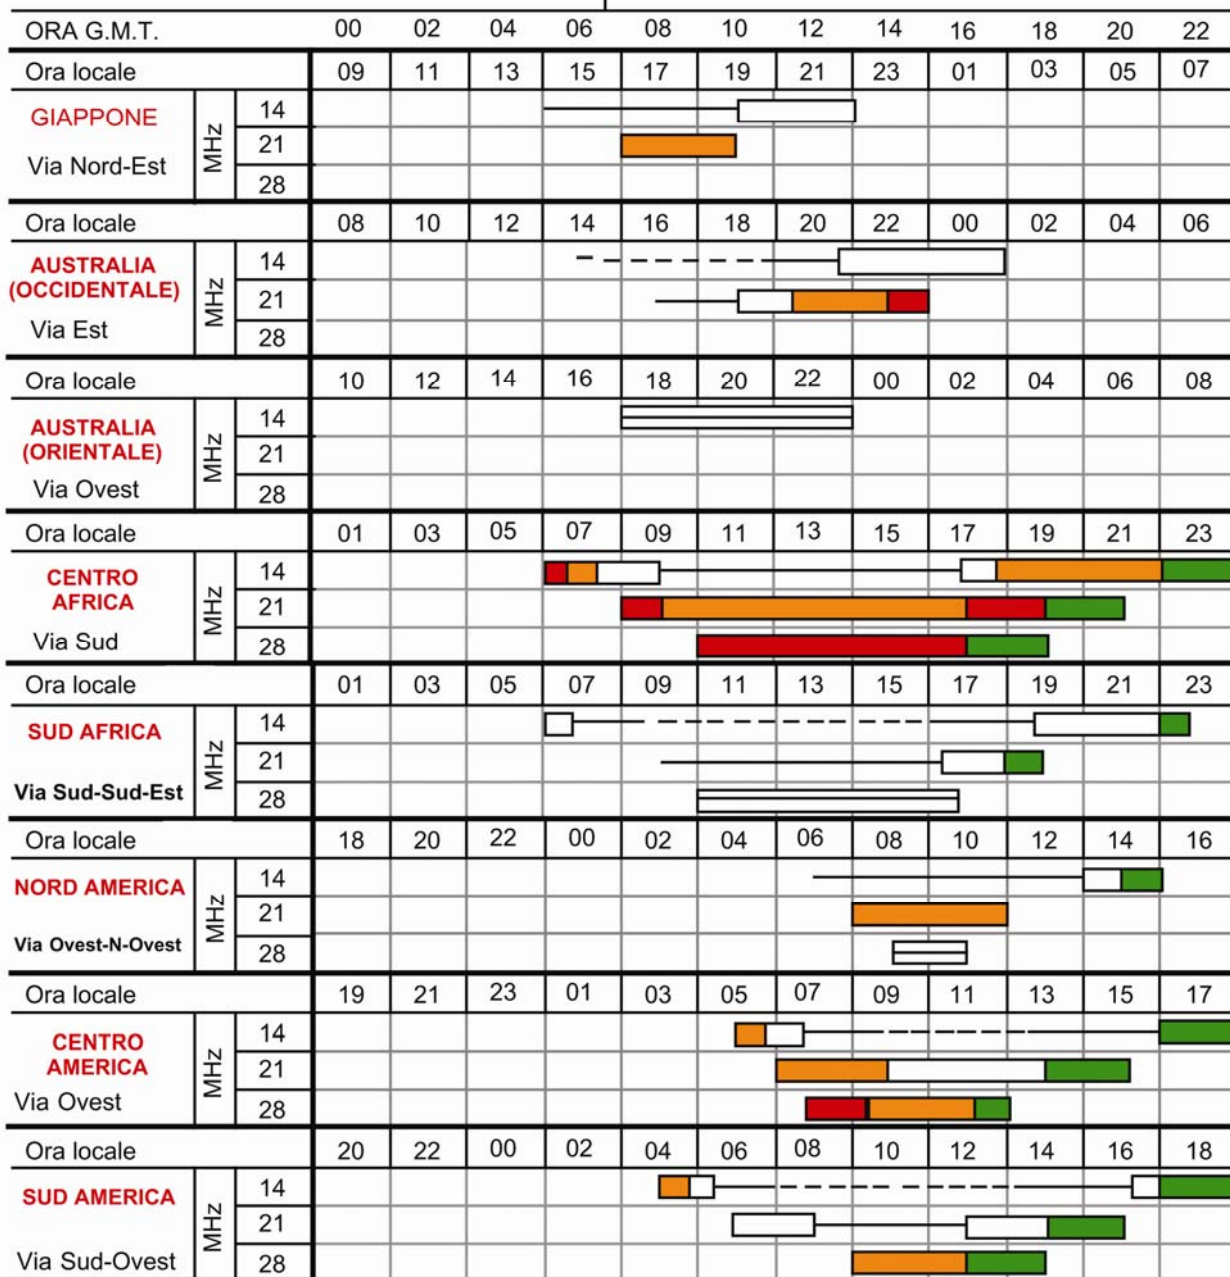 ORA G.M.T. 00 02 04 06 08 10 12 14 16 18 20 22
Ora locale 09 11 13 15 17 19 21 23 01 03 05 07
GIAPPONE
Via Nord-Est
MHz
14
21
28
Ora locale 08 10 12 14 16 18 20 22 00 02 04 06
AUSTRALIA
(OCCIDENTALE)
Via Est
MHz
14
21
28
Ora locale 10 12 14 16 18 20 22 00 02 04 06 08
AUSTRALIA
(ORIENTALE)
Via Ovest
MHz
14
21
28
Ora locale 01 03 05 07 09 11 13 15 17 19 21 23
CENTRO
AFRICA
Via Sud
MHz
14
21
28
Ora locale 01 03 05 07 09 11 13 15 17 19 21 23
SUD AFRICA
Via Sud-Sud-Est
MHz
14
21
28
Ora locale 18 20 22 00 02 04 06 08 10 12 14 16
NORD AMERICA
Via Ovest-N-Ovest
MHz
14
21
28
Ora locale 19 21 23 01 03 05 07 09 11 13 15 17
CENTRO
AMERICA
Via Ovest
MHz
14
21
28
Ora locale 20 22 00 02 04 06 08 10 12 14 16 18
SUD AMERICA
Via Sud-Ovest
MHz
14
21
28